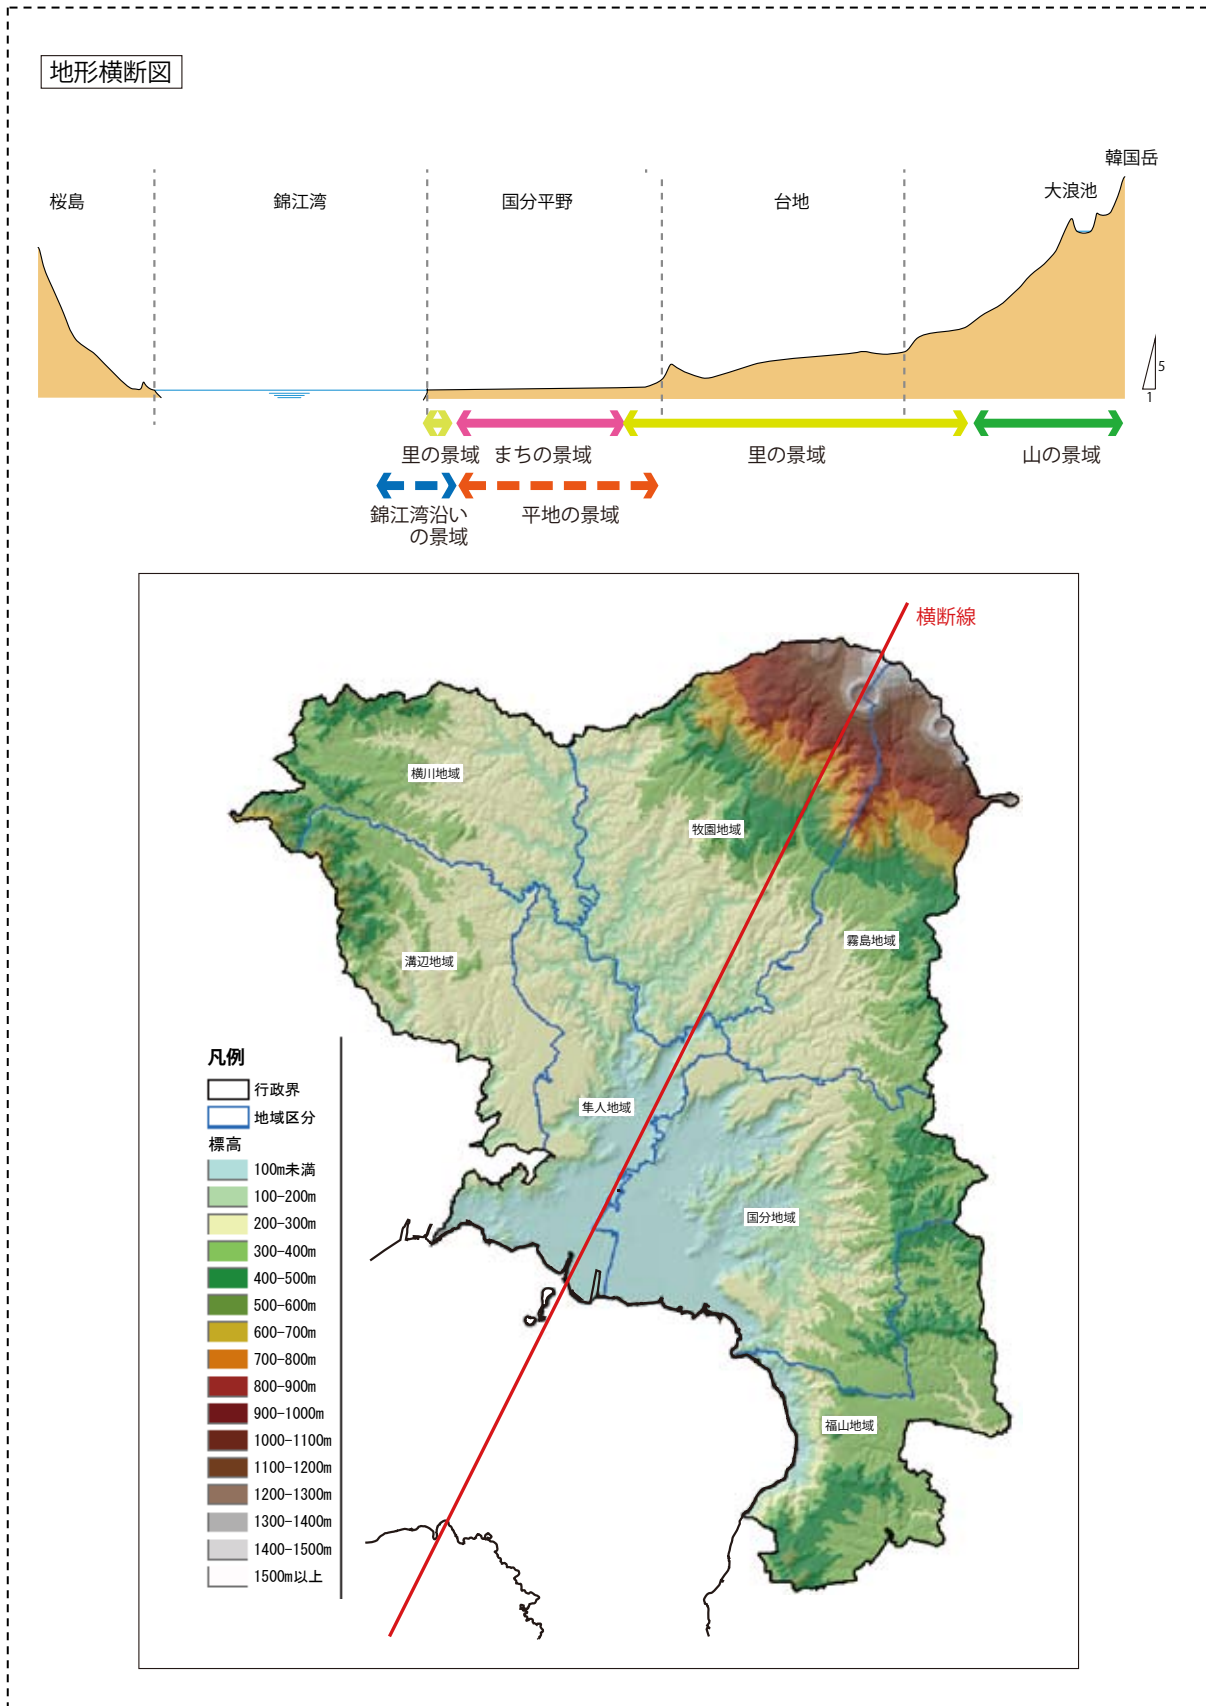 地形横断図
韓国岳
大浪池
桜島
錦江湾
国分平野
台地
5
1
里の景域
まちの景域
里の景域
山の景域
錦江湾沿い
の景域
平地の景域
横断線
横川地域
牧園地域
霧島地域
溝辺地域
隼人地域
国分地域
福山地域
凡例
行政界
地域区分
標高
100m未満
100-200m
200-300m
300-400m
400-500m
500-600m
600-700m
700-800m
800-900m
900-1000m
1000-1100m
1100-1200m
1200-1300m
1300-1400m
1400-1500m
1500m以上